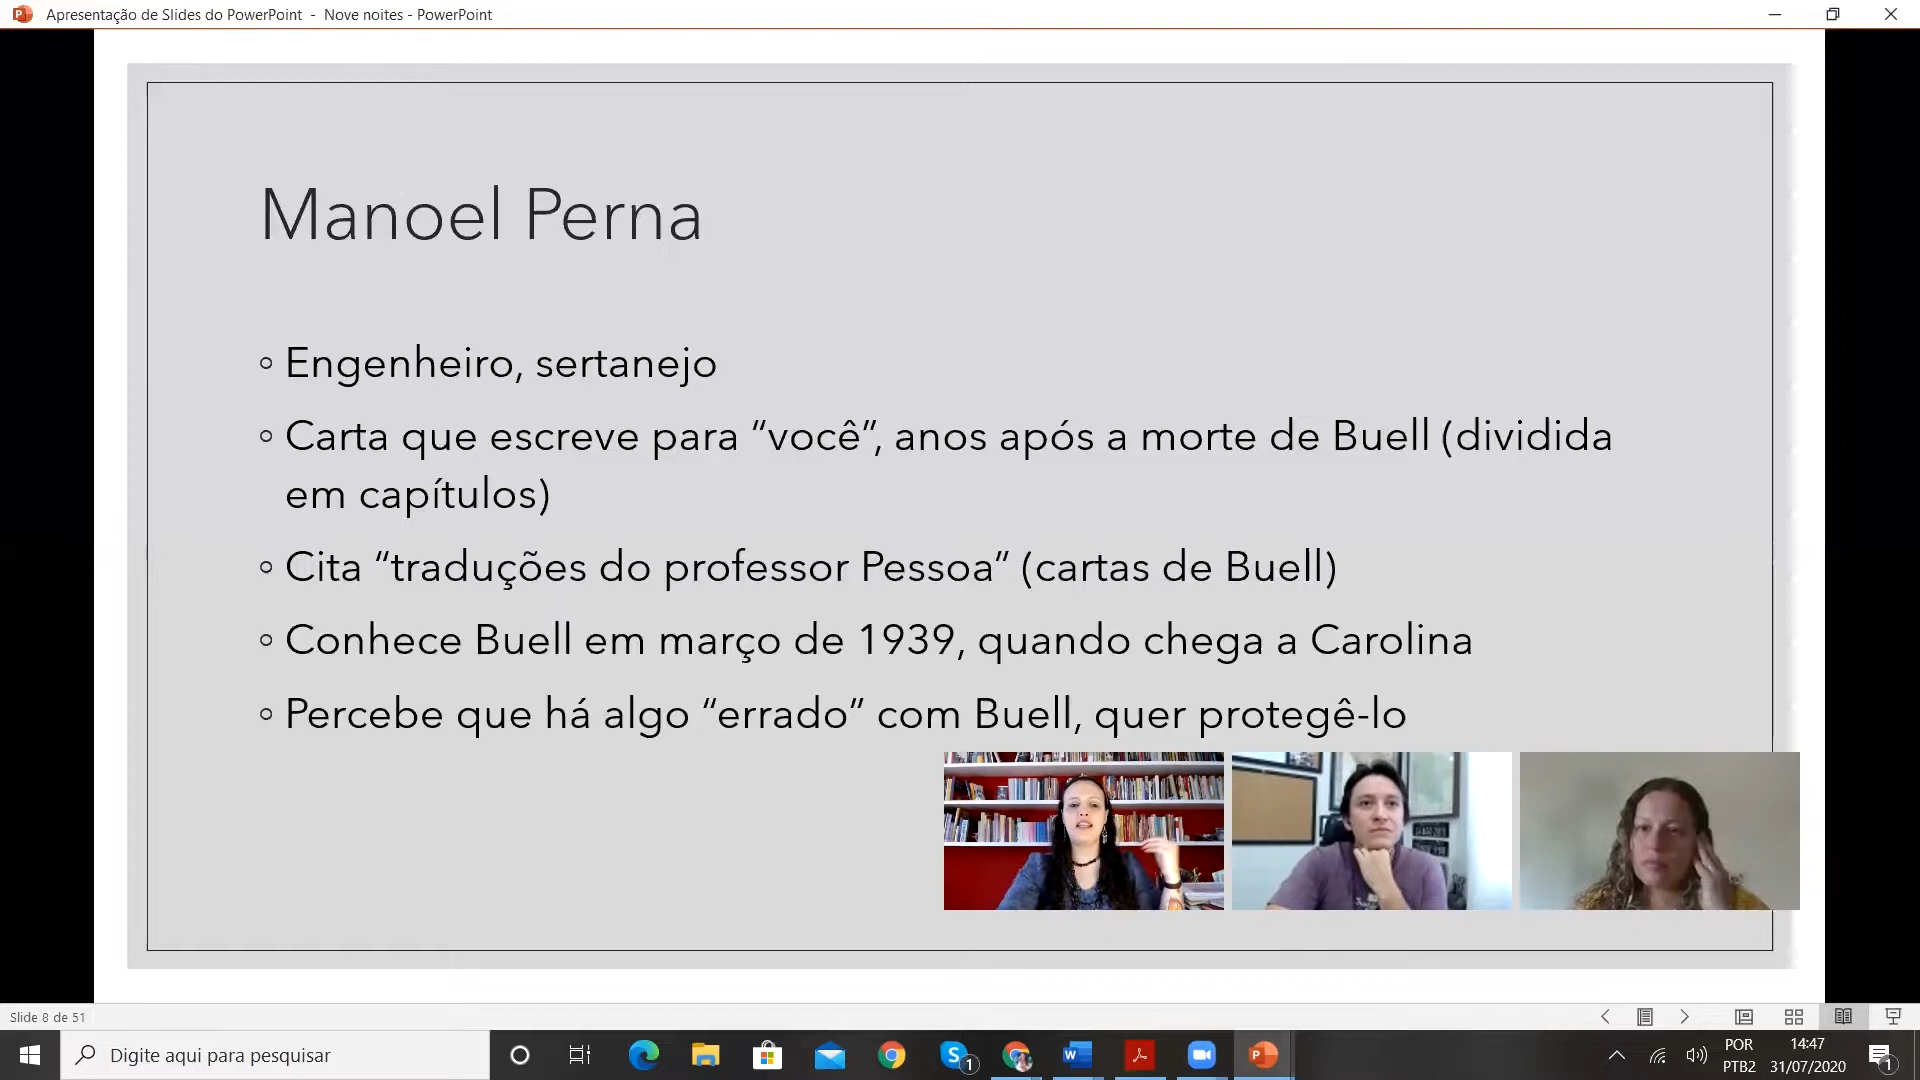 Apresentação de Slides do PowerPoint - Nove noites - PowerPoint
Manoel Perna
Engenheiro, sertanejo
Carta que escreve para “você”, anos após a morte de Buell (dividida
em capítulos)
Cita “traduções do professor Pessoa” (cartas de Buell)
Conhece Buell em março de 1939, quando chega a Carolina
Percebe que há algo “errado” com Buell, quer protegê-lo
Slide 8 de 51
Digite aqui para pesquisar
1
POR
PTB2
14:47
31/07/2020
1